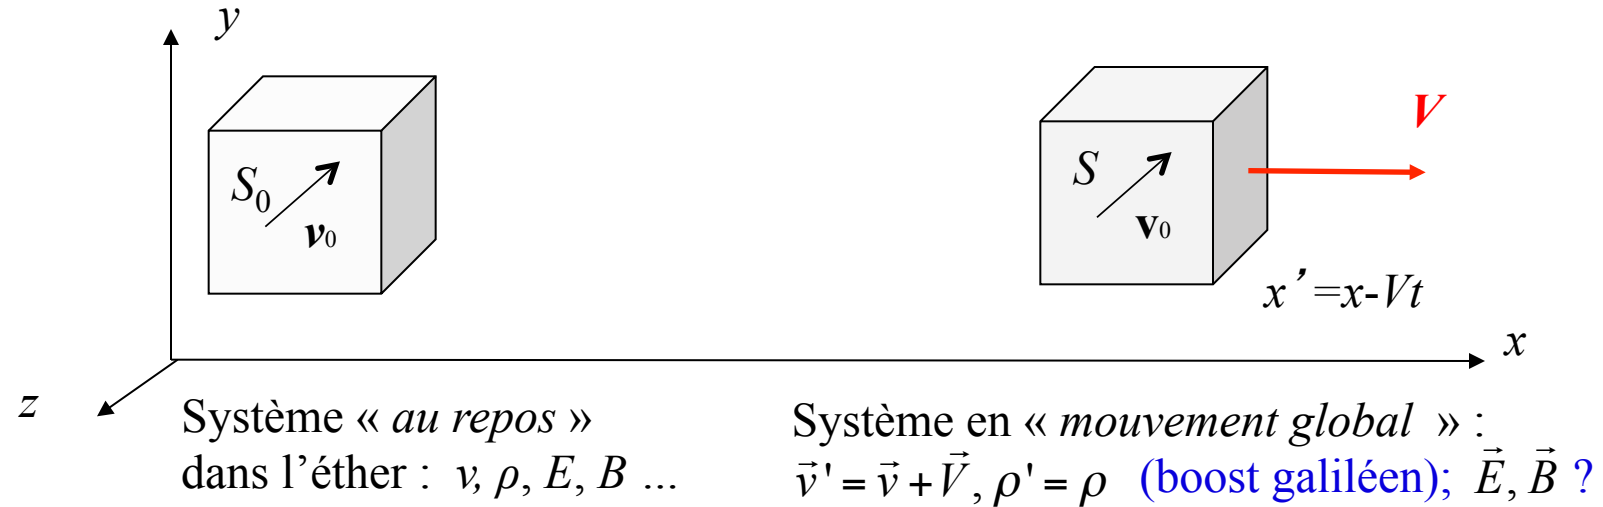 y
V
S₀
v₀
S
v₀
x’=x-Vt
x
z
Système « au repos »
dans l’éther : v, ρ, E, B ...
Système en « mouvement global » :
v⃗' = v⃗ + V⃗, ρ' = ρ (boost galiléen); E⃗, B⃗ ?